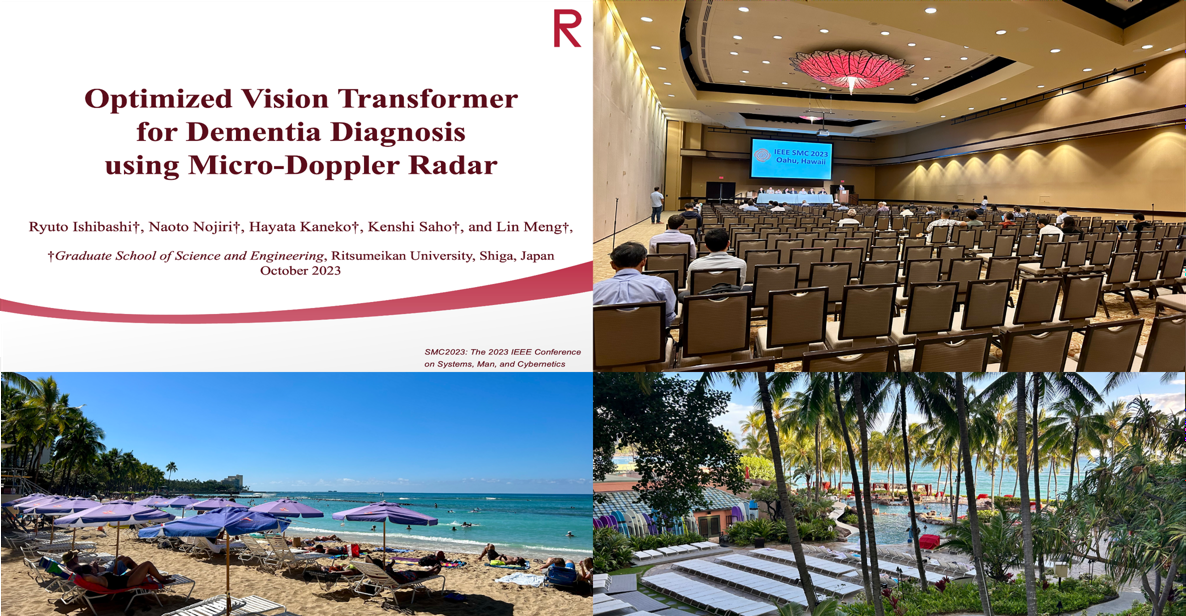 R
Optimized Vision Transformer
for Dementia Diagnosis
using Micro-Doppler Radar
Ryuto Ishibashi†, Naoto Nojiri†, Hayata Kaneko†, Kenshi Saho†, and Lin Meng†,
†Graduate School of Science and Engineering, Ritsumeikan University, Shiga, Japan
October 2023
SMC2023: The 2023 IEEE Conference
on Systems, Man, and Cybernetics
IEEE SMC 2023
Oahu, Hawaii